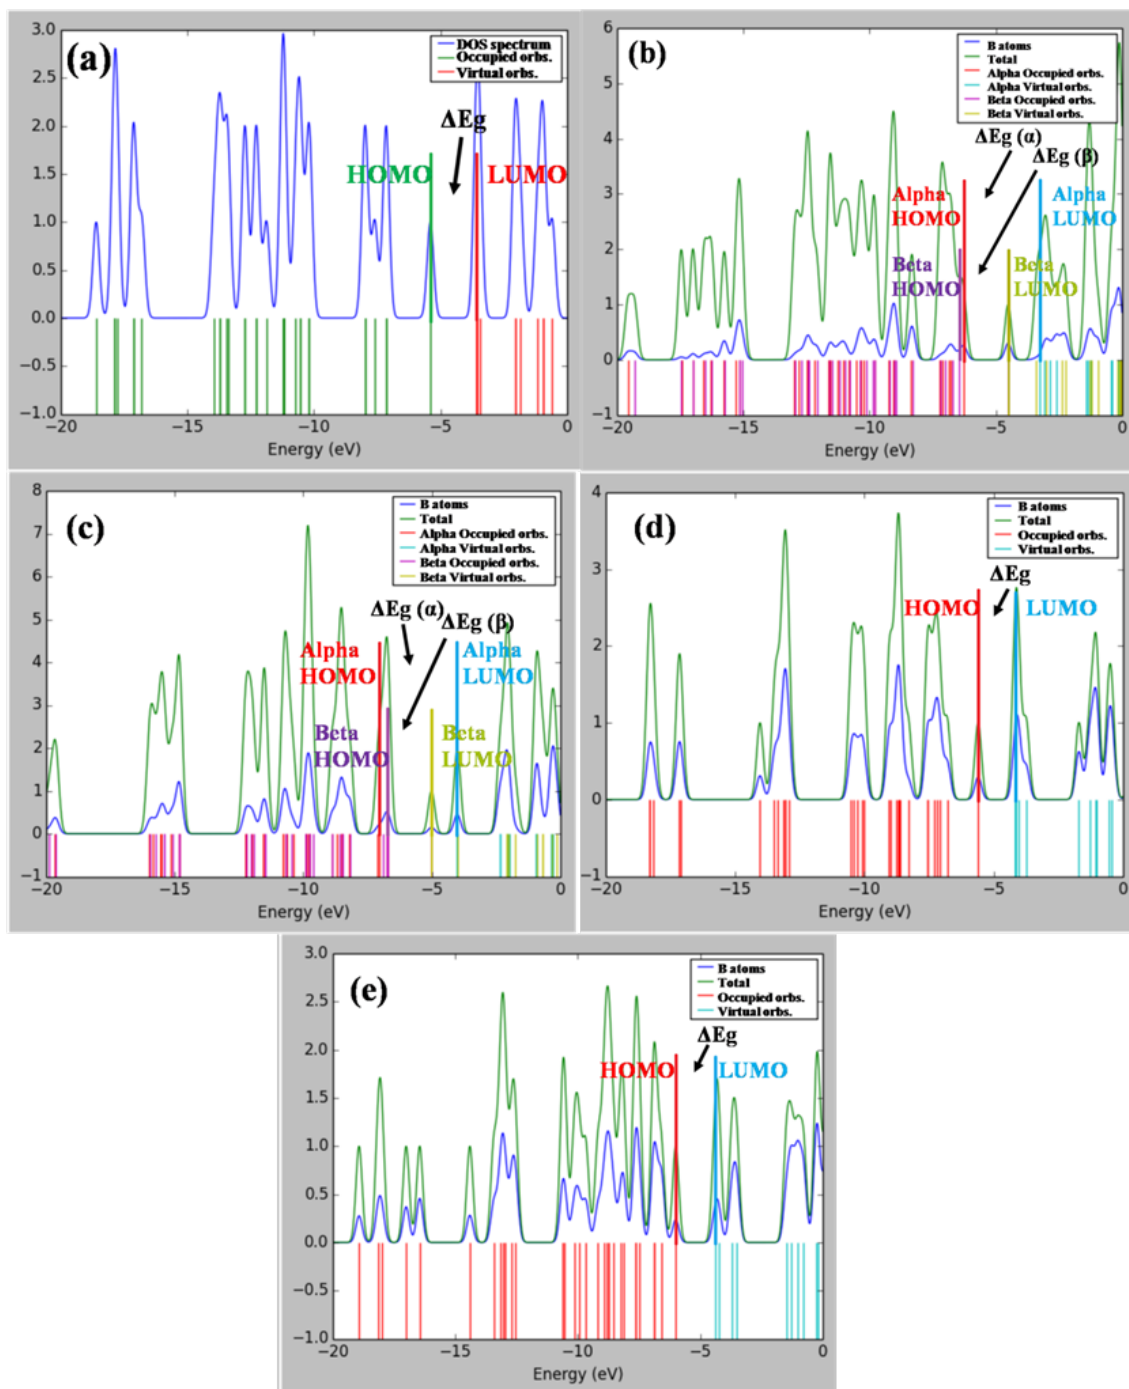 (a)
DOS spectrum
Occupied orbs.
Virtual orbs.
ΔEg
HOMO
LUMO
3.0
2.5
2.0
1.5
1.0
0.5
0.0
−0.5
−1.0
−20
−15
−10
−5
0
Energy (eV)
(b)
B atoms
Total
Alpha Occupied orbs.
Alpha Virtual orbs.
Beta Occupied orbs.
Beta Virtual orbs.
ΔEg (α)
ΔEg (β)
Alpha
HOMO
Alpha
LUMO
Beta
HOMO
Beta
LUMO
6
5
4
3
2
1
0
−1
−20
−15
−10
−5
0
Energy (eV)
(c)
B atoms
Total
Alpha Occupied orbs.
Alpha Virtual orbs.
Beta Occupied orbs.
Beta Virtual orbs.
ΔEg (α)
ΔEg (β)
Alpha
HOMO
Alpha
LUMO
Beta
HOMO
Beta
LUMO
8
7
6
5
4
3
2
1
0
−1
−20
−15
−10
−5
0
Energy (eV)
(d)
B atoms
Total
Occupied orbs.
Virtual orbs.
ΔEg
HOMO
LUMO
4
3
2
1
0
−1
−20
−15
−10
−5
0
Energy (eV)
(e)
B atoms
Total
Occupied orbs.
Virtual orbs.
ΔEg
HOMO
LUMO
3.0
2.5
2.0
1.5
1.0
0.5
0.0
−0.5
−1.0
−20
−15
−10
−5
0
Energy (eV)